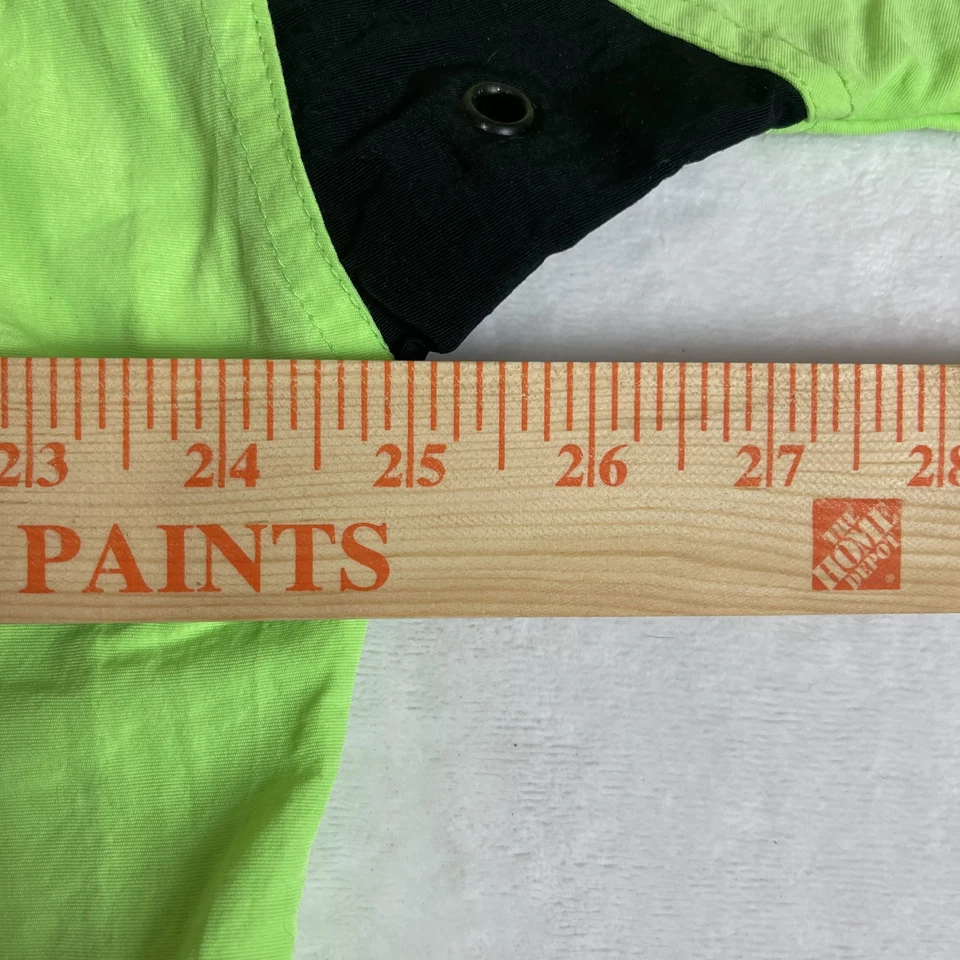 23 24 25 26 27 28
PAINTS
THE
HOME
DEPOT
®